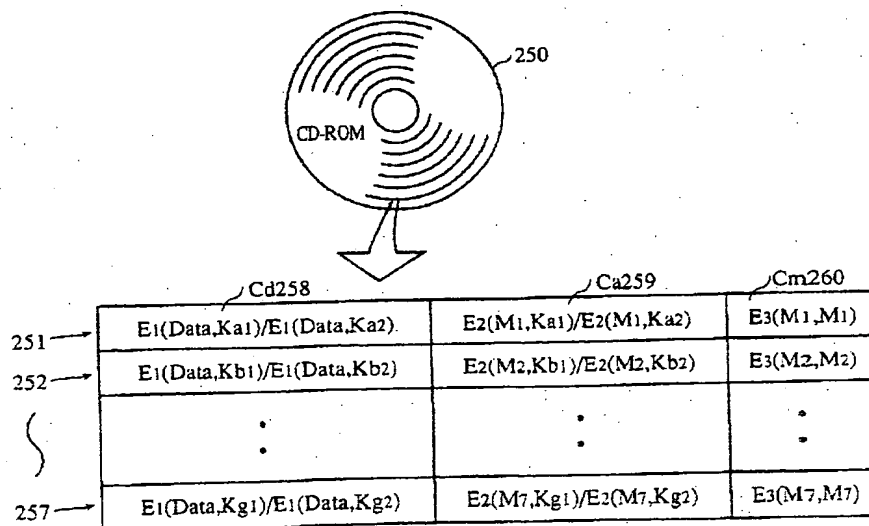 250
CD-ROM
Cd258 Ca259 Cm260
251 E1(Data,Ka1)/E1(Data,Ka2). E2(M1,Ka1)/E2(M1,Ka2) E3(M1,M1)
252 E1(Data,Kb1)/E1(Data,Kb2) E2(M2,Kb1)/E2(M2,Kb2) E3(M2,M2)
257 E1(Data,Kg1)/E1(Data,Kg2) E2(M7,Kg1)/E2(M7,Kg2) E3(M7,M7)